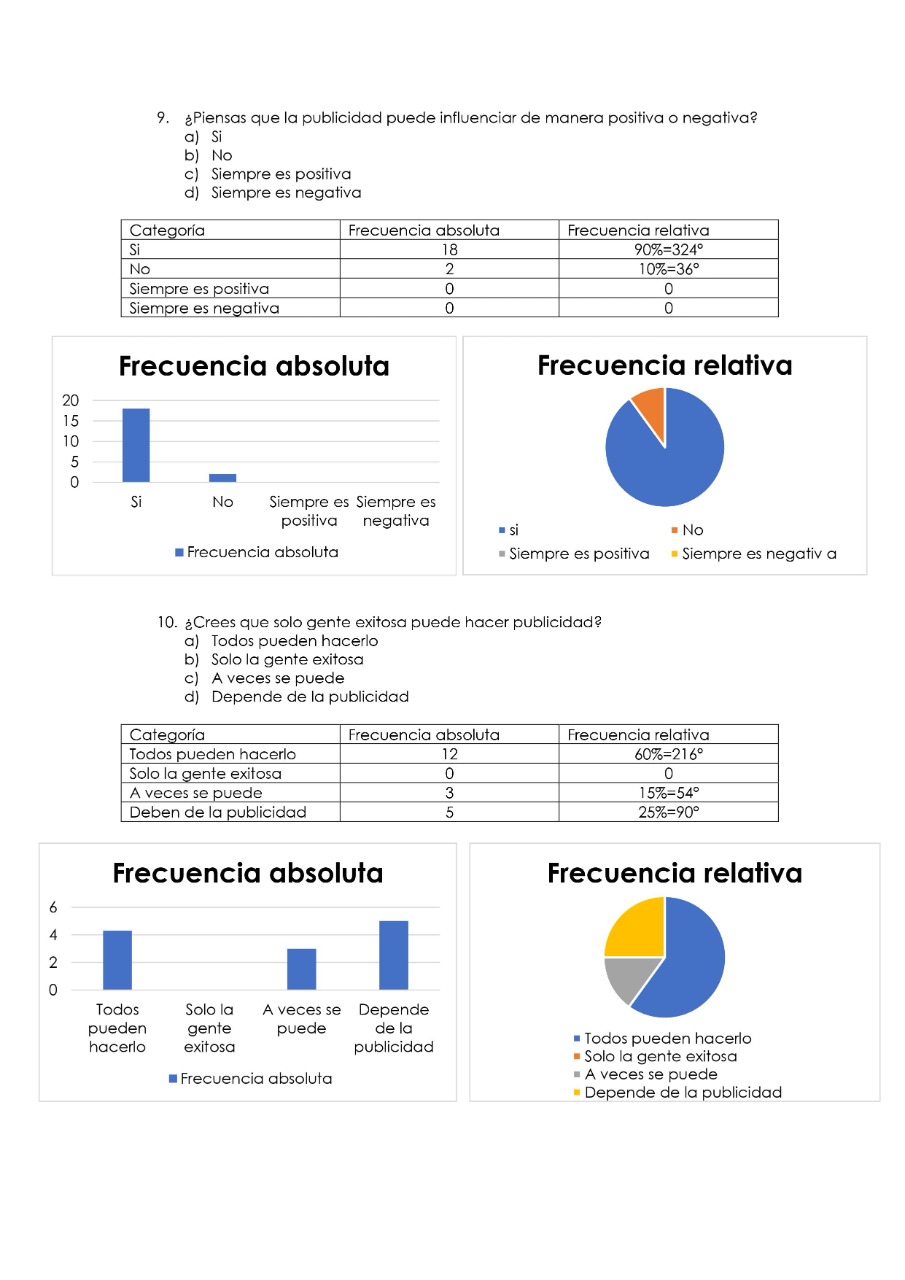 9. ¿Piensas que la publicidad puede influenciar de manera positiva o negativa?
a) Si
b) No
c) Siempre es positiva
d) Siempre es negativa
Categoría Frecuencia absoluta Frecuencia relativa
Si 18 90%=324°
No 2 10%=36°
Siempre es positiva 0 0
Siempre es negativa 0 0
Frecuencia absoluta
20
15
10
5
0
Si No Siempre es positiva Siempre es negativa
Frecuencia absoluta
Frecuencia relativa
si No
Siempre es positiva Siempre es negativ a
10. ¿Crees que solo gente exitosa puede hacer publicidad?
a) Todos pueden hacerlo
b) Solo la gente exitosa
c) A veces se puede
d) Depende de la publicidad
Categoría Frecuencia absoluta Frecuencia relativa
Todos pueden hacerlo 12 60%=216°
Solo la gente exitosa 0 0
A veces se puede 3 15%=54°
Deben de la publicidad 5 25%=90°
Frecuencia absoluta
6
4
2
0
Todos pueden hacerlo Solo la gente exitosa A veces se puede Depende de la publicidad
Frecuencia absoluta
Frecuencia relativa
Todos pueden hacerlo
Solo la gente exitosa
A veces se puede
Depende de la publicidad